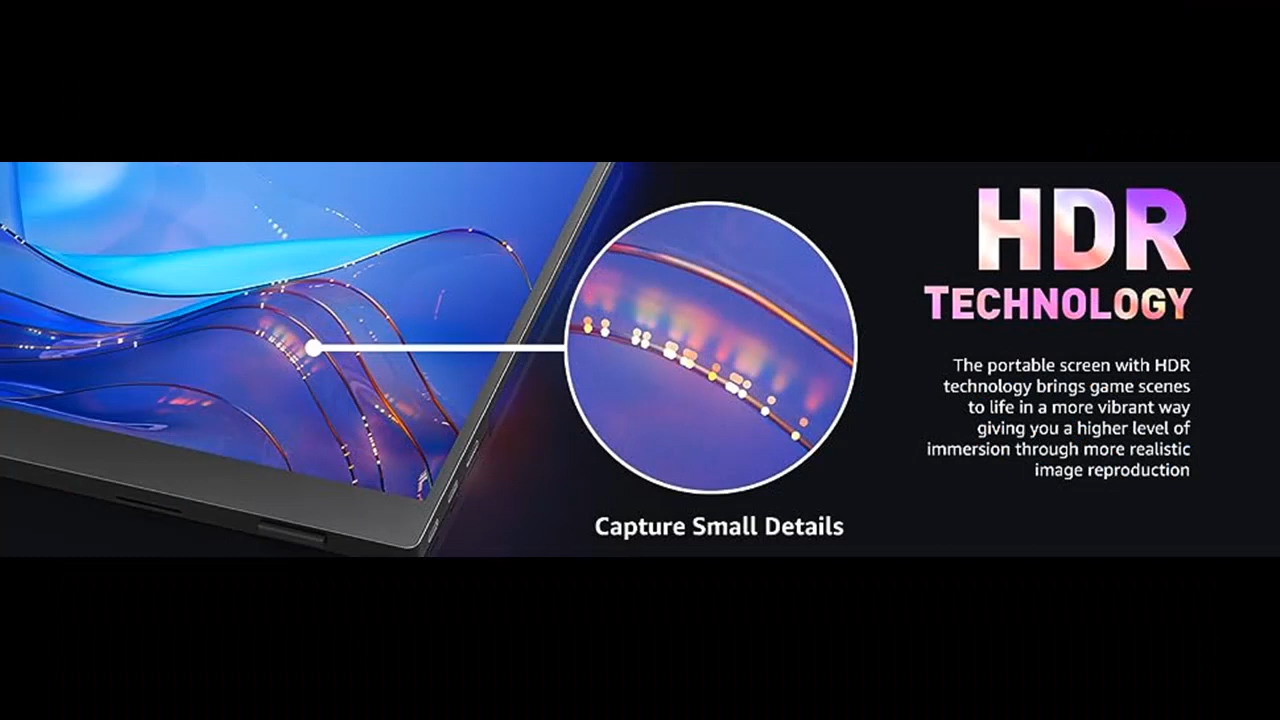 HDR
TECHNOLOGY
The portable screen with HDR
technology brings game scenes
to life in a more vibrant way
giving you a higher level of
immersion through more realistic
image reproduction
Capture Small Details